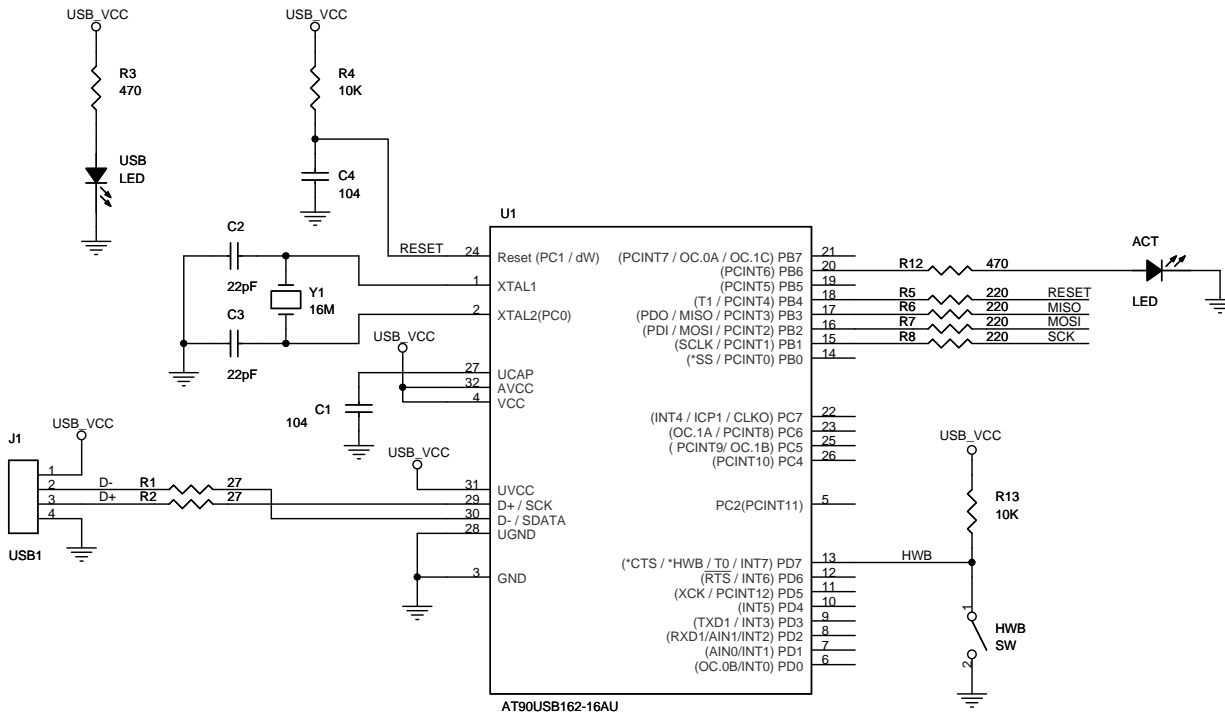 USB_VCC
USB_VCC
R3
470
R4
10K
USB
LED
C4
104
U1
C2
22pF
Y1
16M
C3
22pF
RESET
24
Reset (PC1 / dW)
1
XTAL1
2
XTAL2(PC0)
USB_VCC
27
UCAP
32
AVCC
4
VCC
C1
104
USB_VCC
J1
USB_VCC
1
2
D-
R1
27
3
D+
R2
27
4
USB1
31
UVCC
29
D+ / SCK
30
D- / SDATA
28
UGND
3
GND
(PCINT7 / OC.0A / OC.1C) PB7
21
(PCINT6) PB6
20
R12
470
ACT
LED
(PCINT5) PB5
19
(T1 / PCINT4) PB4
18
R5
220
RESET
(PDO / MISO / PCINT3) PB3
17
R6
220
MISO
(PDI / MOSI / PCINT2) PB2
16
R7
220
MOSI
(SCLK / PCINT1) PB1
15
R8
220
SCK
(*SS / PCINT0) PB0
14
(INT4 / ICP1 / CLKO) PC7
22
(OC.1A / PCINT8) PC6
23
( PCINT9/ OC.1B) PC5
25
(PCINT10) PC4
26
PC2(PCINT11)
5
USB_VCC
R13
10K
(*CTS / *HWB / T0 / INT7) PD7
13
HWB
(RTS / INT6) PD6
12
(XCK / PCINT12) PD5
11
(INT5) PD4
10
(TXD1 / INT3) PD3
9
(RXD1/AIN1/INT2) PD2
8
(AIN0/INT1) PD1
7
(OC.0B/INT0) PD0
6
1
HWB
SW
2
AT90USB162-16AU